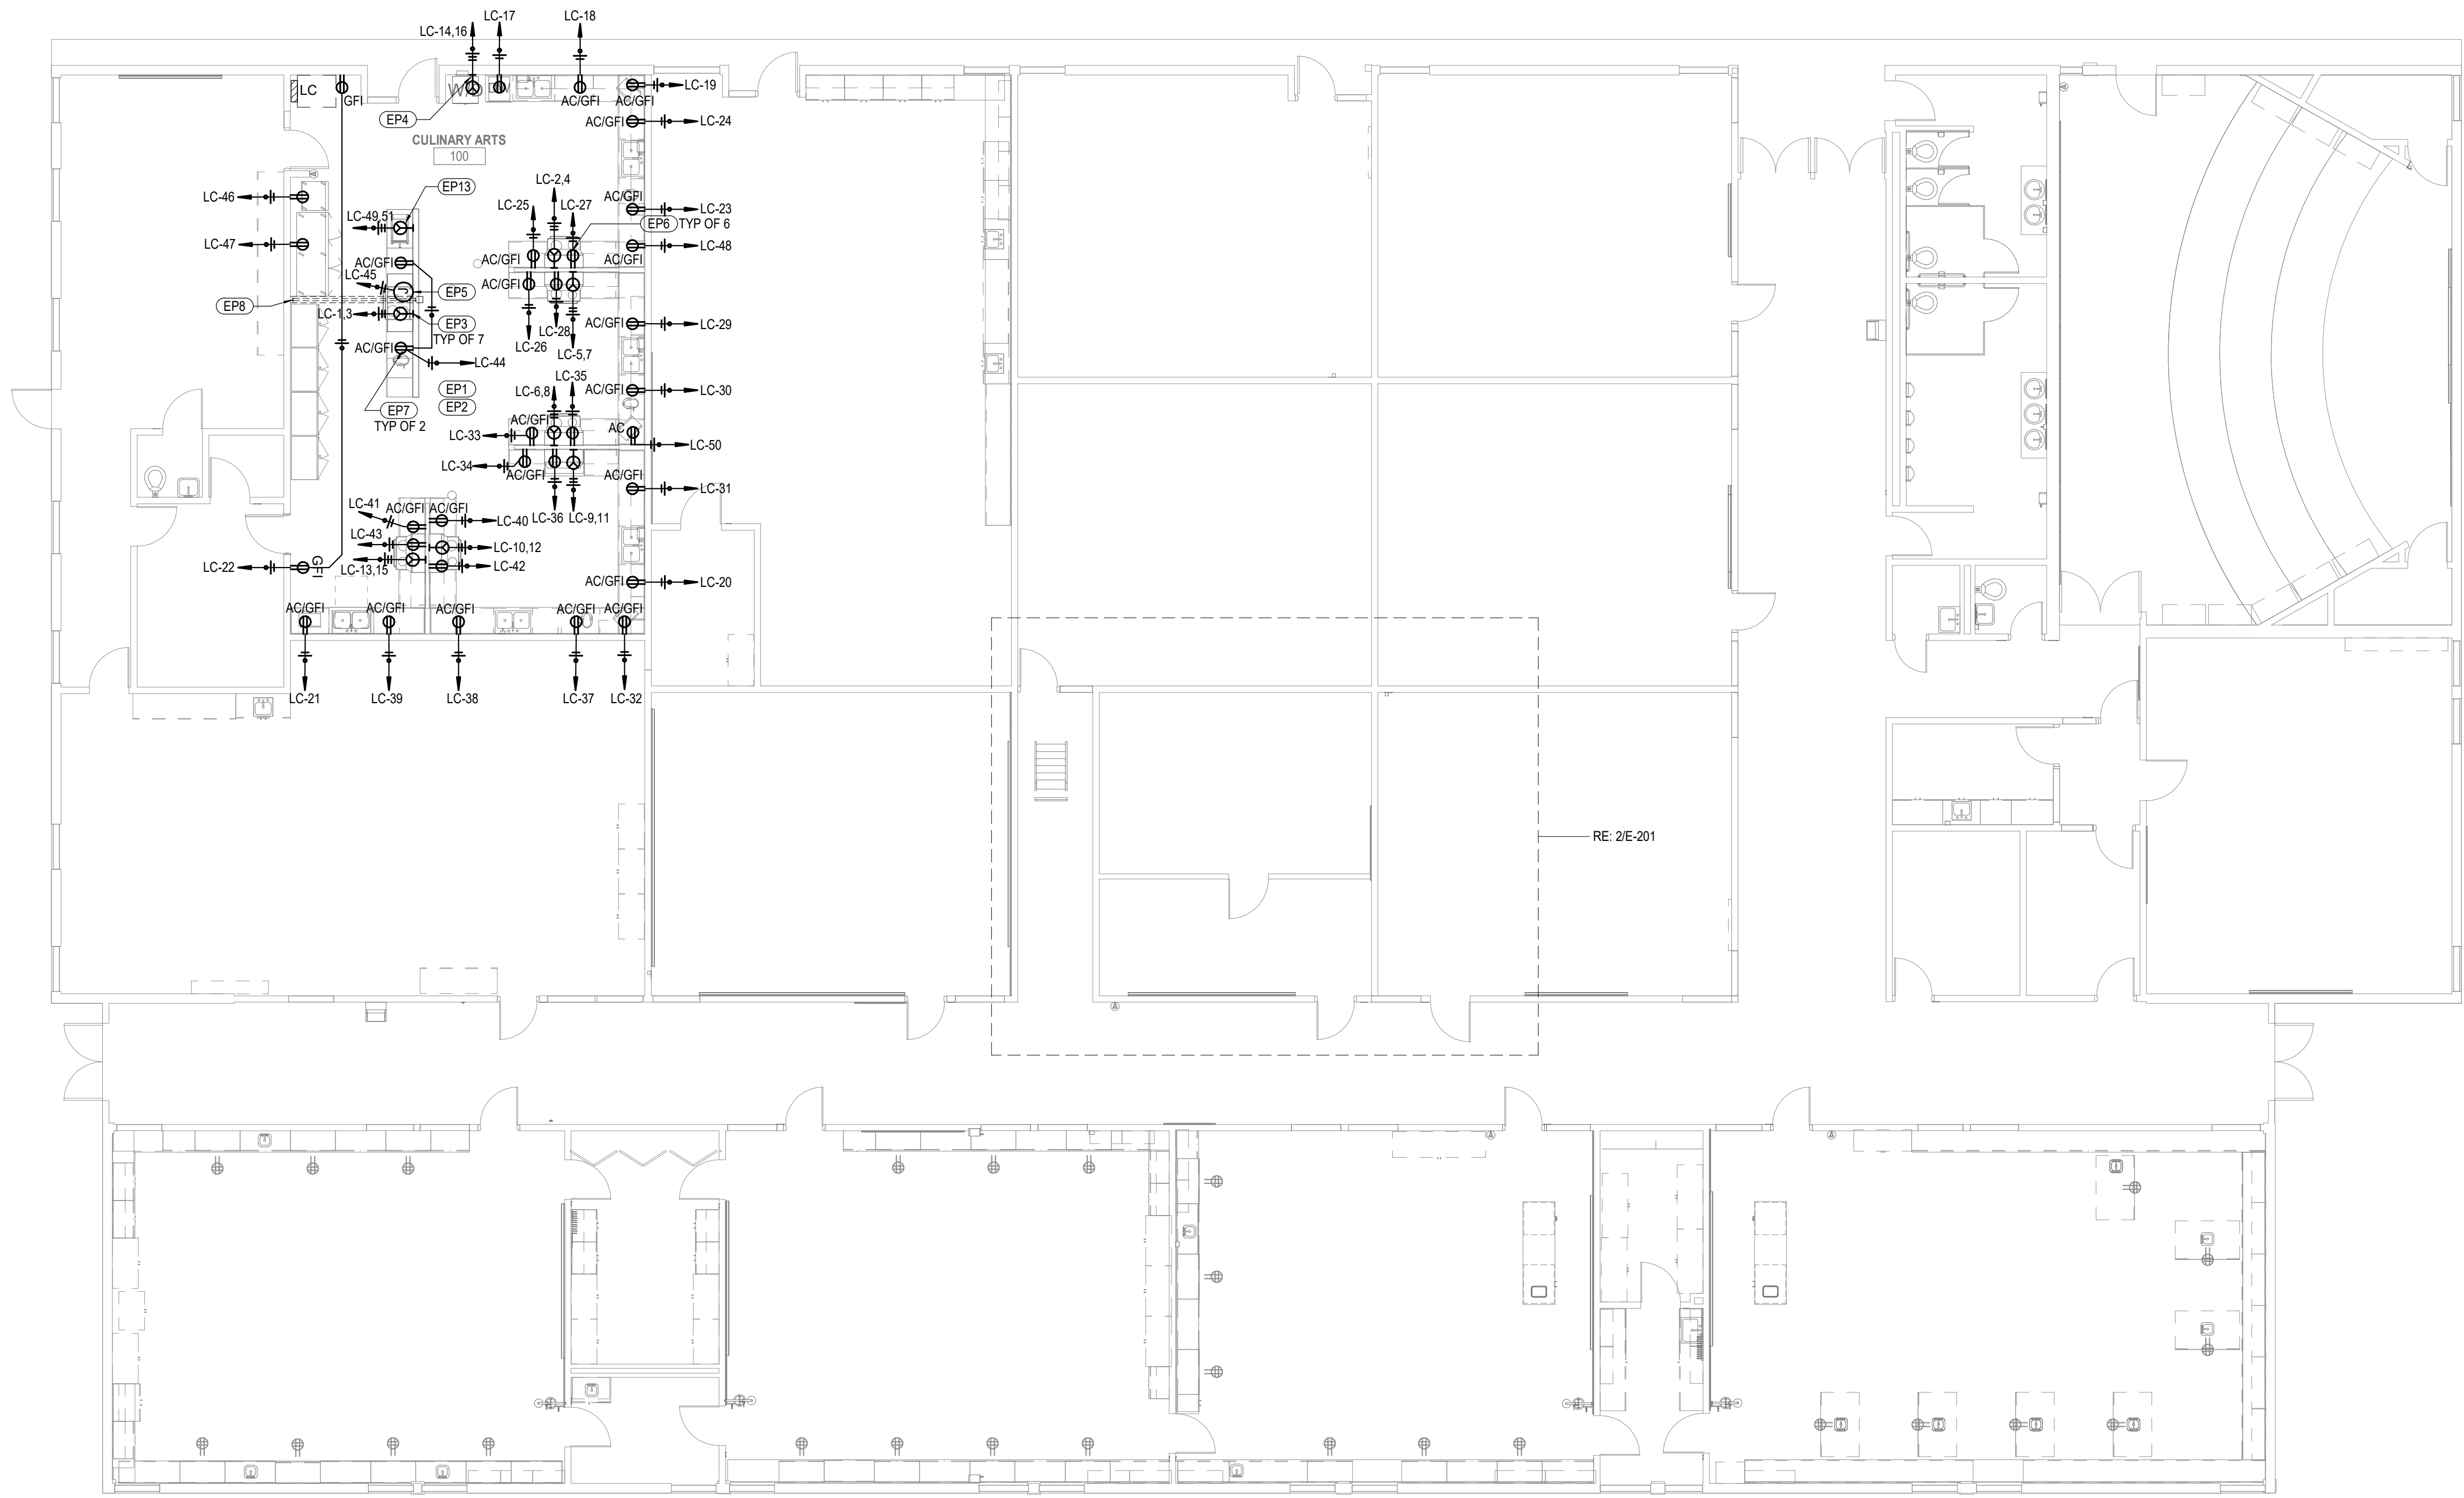 LC-14,16
LC-17
LC-18
LC
GFI
AC/GFI
AC/GFI
LC-19
EP4
AC/GFI
LC-24
CULINARY ARTS
100
EP13
LC-2,4
LC-46
LC-25
LC-27
AC/GFI
LC-23
LC-49,51
EP6
TYP OF 6
LC-47
LC-48
AC/GFI
AC/GFI
AC/GFI
LC-45
AC/GFI
EP5
EP8
LC-1,3
EP3
TYP OF 7
AC/GFI
LC-29
LC-28
LC-26
LC-5,7
AC/GFI
LC-44
LC-35
EP1
LC-6,8
AC/GFI
LC-30
EP2
EP7
TYP OF 2
AC/GFI
LC-33
AC
LC-50
LC-34
AC/GFI
AC/GFI
LC-31
LC-41
AC/GFI
AC/GFI
LC-40
LC-36
LC-9,11
LC-43
LC-10,12
LC-22
GFI
LC-13,15
LC-42
AC/GFI
LC-20
AC/GFI
AC/GFI
AC/GFI
AC/GFI
AC/GFI
LC-21
LC-39
LC-38
LC-37
LC-32
RE: 2/E-201